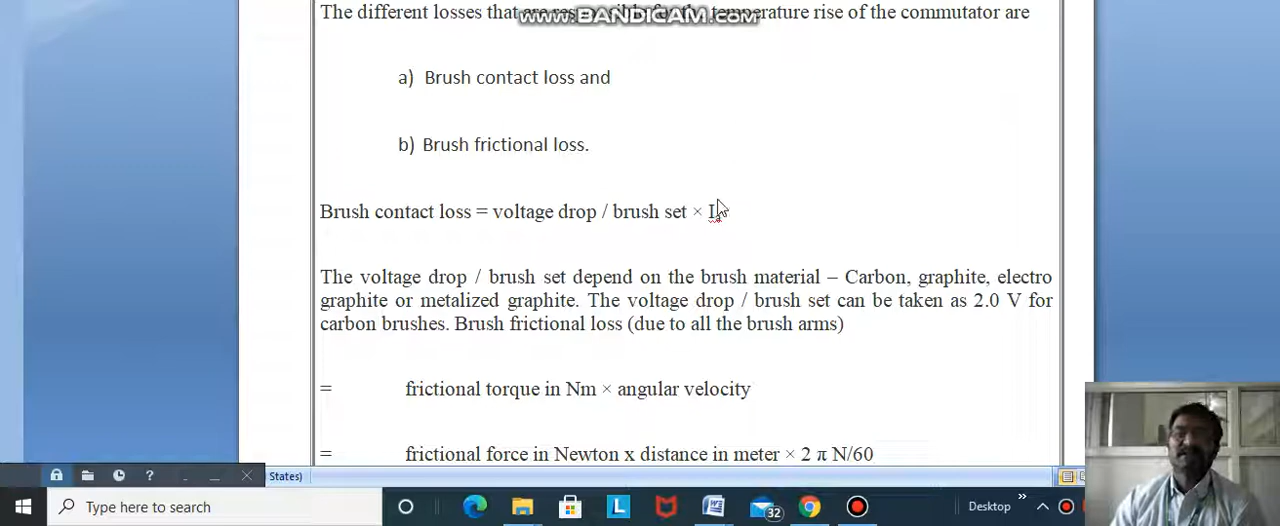 The different losses that are responsible for the temperature rise of the commutator are
www.BANDICAM.com
a) Brush contact loss and
b) Brush frictional loss.
Brush contact loss = voltage drop / brush set × I
The voltage drop / brush set depend on the brush material – Carbon, graphite, electro
graphite or metalized graphite. The voltage drop / brush set can be taken as 2.0 V for
carbon brushes. Brush frictional loss (due to all the brush arms)
= frictional torque in Nm × angular velocity
= frictional force in Newton x distance in meter × 2 π N/60
States)
Type here to search
32
Desktop